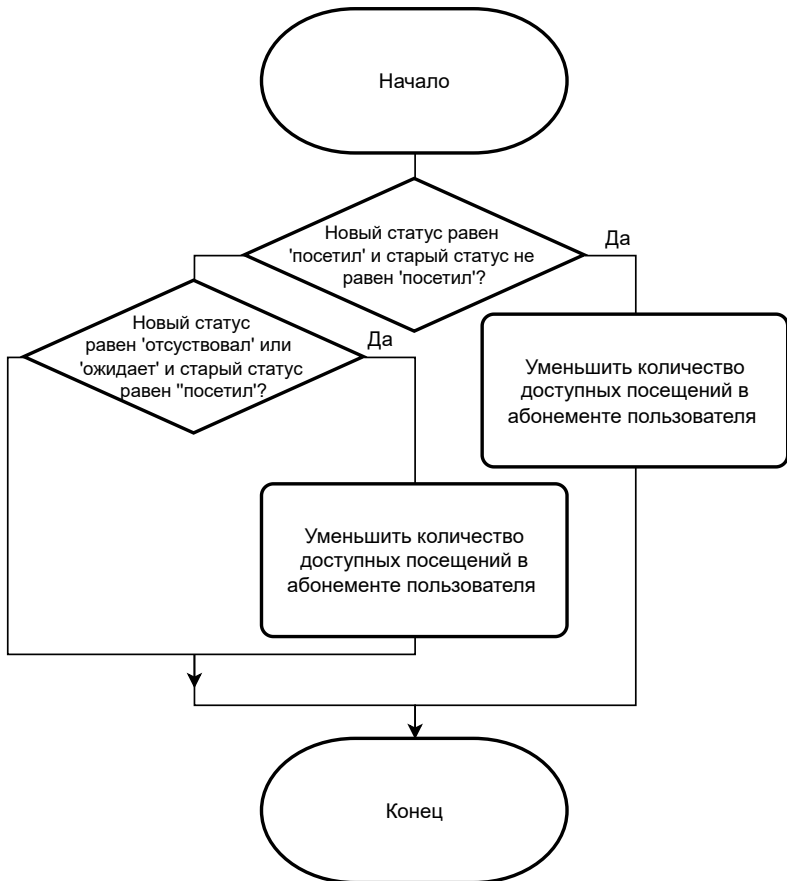 Начало
Новый статус равен
'посетил' и старый статус не
равен 'посетил'?
Да
Новый статус
равен 'отсуствовал' или
'ожидает' и старый статус
равен "посетил'?
Да
Уменьшить количество
доступных посещений в
абонементе пользователя
Уменьшить количество
доступных посещений в
абонементе пользователя
Конец